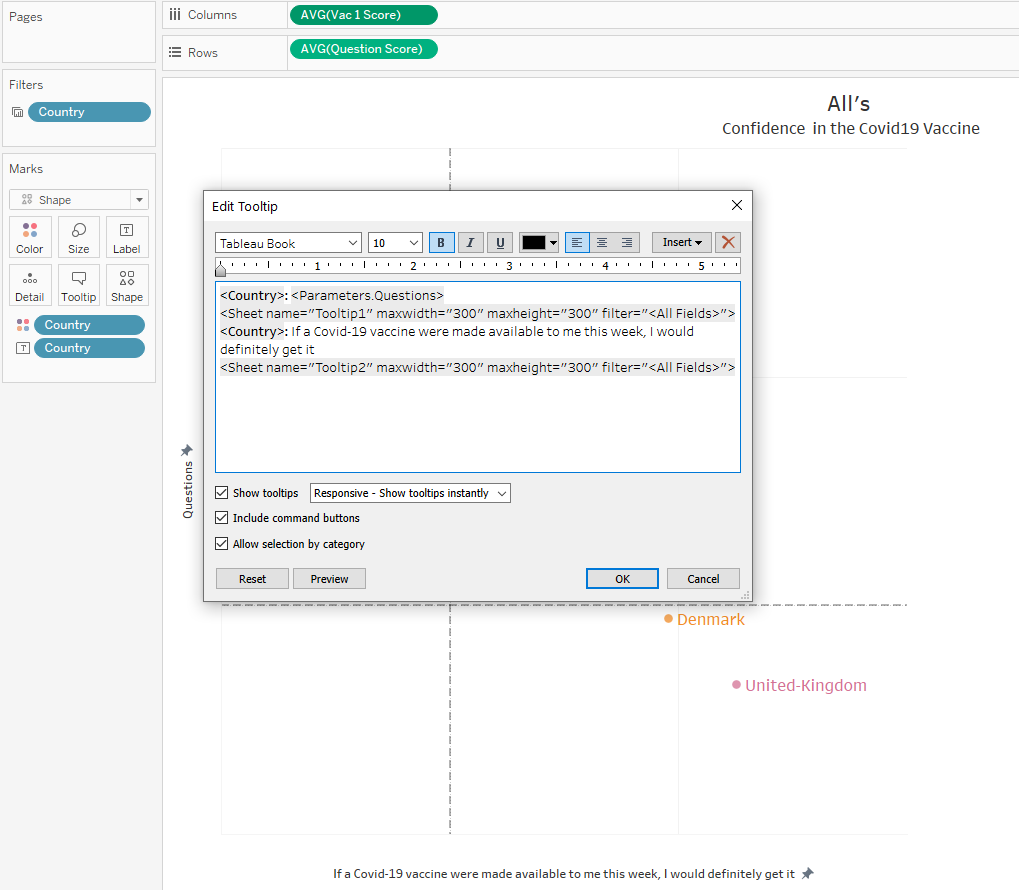 Pages
Columns
AVG(Vac 1 Score)
Rows
AVG(Question Score)
Filters
Country
Marks
Shape
Color
Size
Label
Detail
Tooltip
Shape
Country
Country
All's
Confidence in the Covid19 Vaccine
Edit Tooltip
Tableau Book
10
B
I
U
Insert
1 2 3 4 5
<Country>: <Parameters.Questions>
<Sheet name="Tooltip1" maxwidth="300" maxheight="300" filter="<All Fields>">
<Country>: If a Covid-19 vaccine were made available to me this week, I would
definitely get it
<Sheet name="Tooltip2" maxwidth="300" maxheight="300" filter="<All Fields>">
Show tooltips
Responsive - Show tooltips instantly
Include command buttons
Allow selection by category
Reset
Preview
OK
Cancel
Questions
Denmark
United-Kingdom
If a Covid-19 vaccine were made available to me this week, I would definitely get it